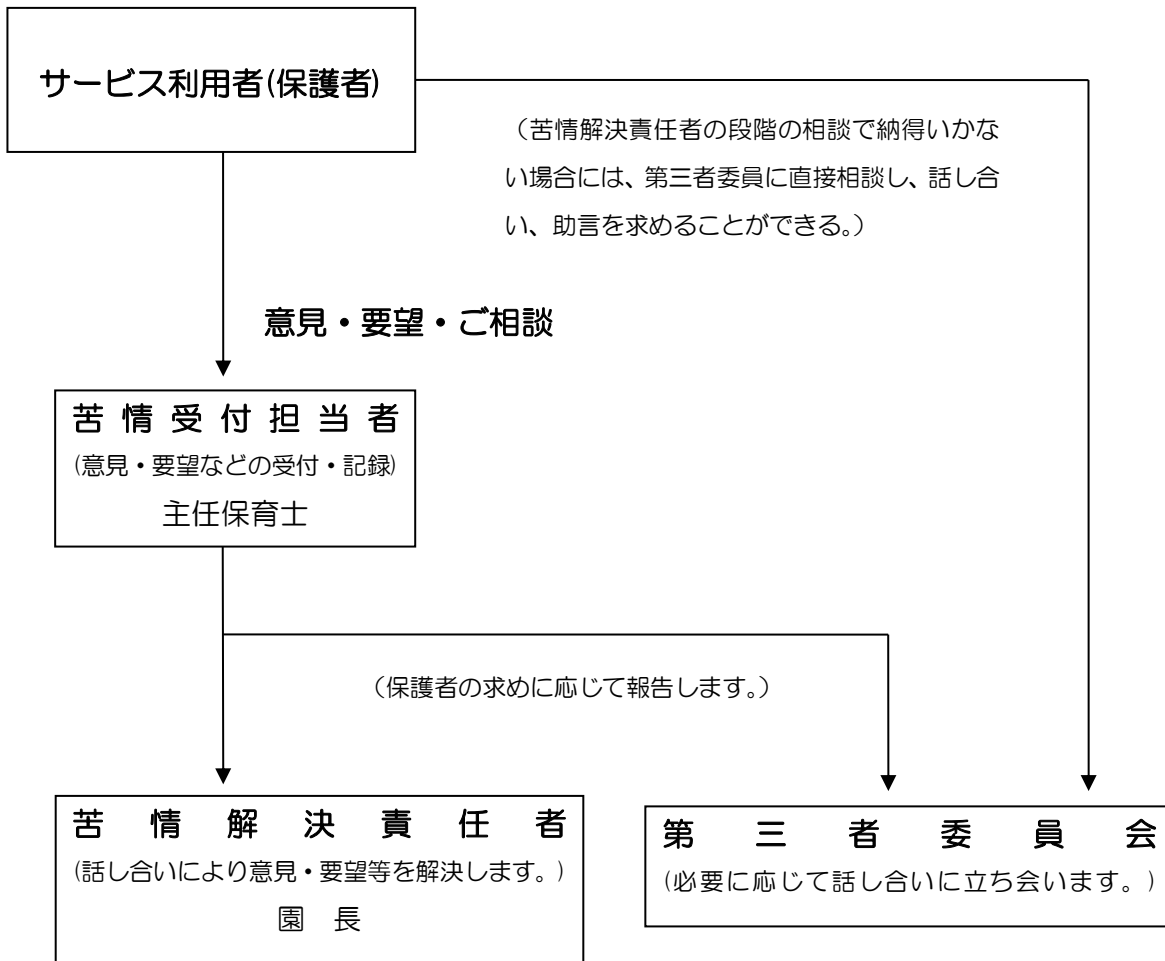 サービス利用者(保護者)
（苦情解決責任者の段階の相談で納得いかな
い場合には、第三者委員に直接相談し、話し合
い、助言を求めることができる。）
意見・要望・ご相談
苦情受付担当者
(意見・要望などの受付・記録)
主任保育士
（保護者の求めに応じて報告します。）
苦情解決責任者
(話し合いにより意見・要望等を解決します。)
園　長
第三者委員会
(必要に応じて話し合いに立ち会います。)